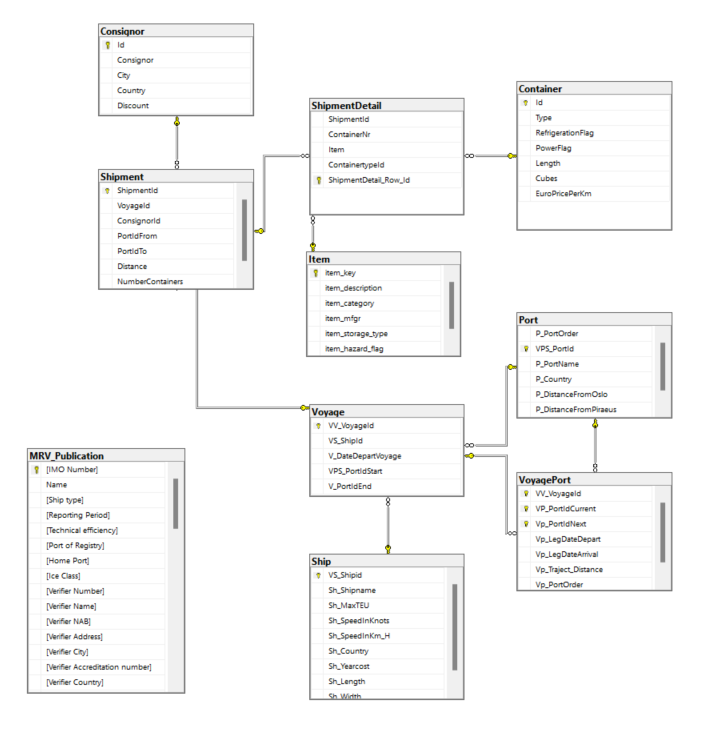 Consignor
Id
Consignor
City
Country
Discount
ShipmentDetail
ShipmentId
ContainerNr
Item
ContainertypeId
ShipmentDetail_Row_Id
Container
Id
Type
RefrigerationFlag
PowerFlag
Length
Cubes
EuroPricePerKm
Shipment
ShipmentId
VoyageId
ConsignorId
PortIdFrom
PortIdTo
Distance
NumberContainers
Item
item_key
item_description
item_category
item_mfgr
item_storage_type
item_hazard_flag
Port
P_PortOrder
VPS_PortId
P_PortName
P_Country
P_DistanceFromOslo
P_DistanceFromPiraeus
Voyage
VV_VoyageId
VS_ShipId
V_DateDepartVoyage
VPS_PortIdStart
V_PortIdEnd
MRV_Publication
[IMO Number]
Name
[Ship type]
[Reporting Period]
[Technical efficiency]
[Port of Registry]
[Home Port]
[Ice Class]
[Verifier Number]
[Verifier Name]
[Verifier NAB]
[Verifier Address]
[Verifier City]
[Verifier Accreditation number]
[Verifier Country]
VoyagePort
VV_VoyageId
VP_PortIdCurrent
Vp_PortIdNext
Vp_LegDateDepart
Vp_LegDateArrival
Vp_Traject_Distance
Vp_PortOrder
Ship
VS_Shipid
Sh_Shipname
Sh_MaxTEU
Sh_SpeedInKnots
Sh_SpeedInKm_H
Sh_Country
Sh_Yearcost
Sh_Length
Sh_Width